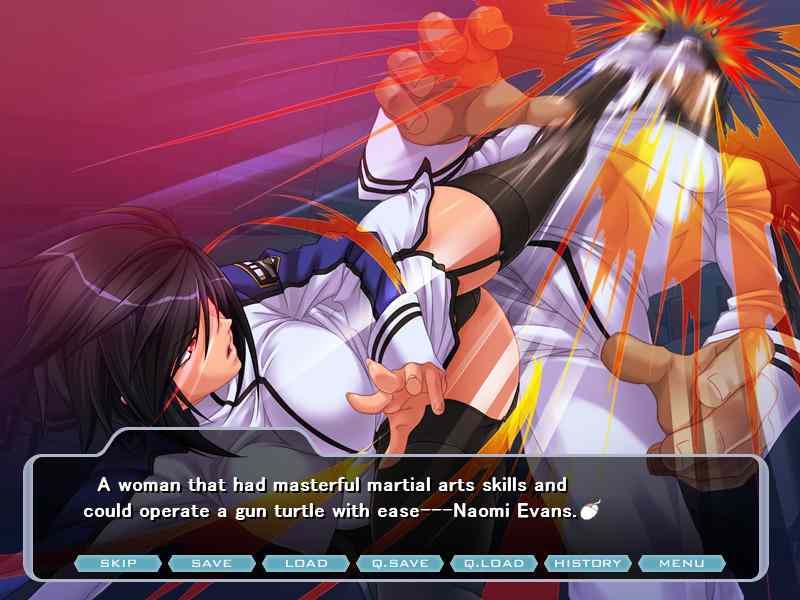 A woman that had masterful martial arts skills and
could operate a gun turtle with ease---Naomi Evans.
SKIP SAVE LOAD Q.SAVE Q.LOAD HISTORY MENU